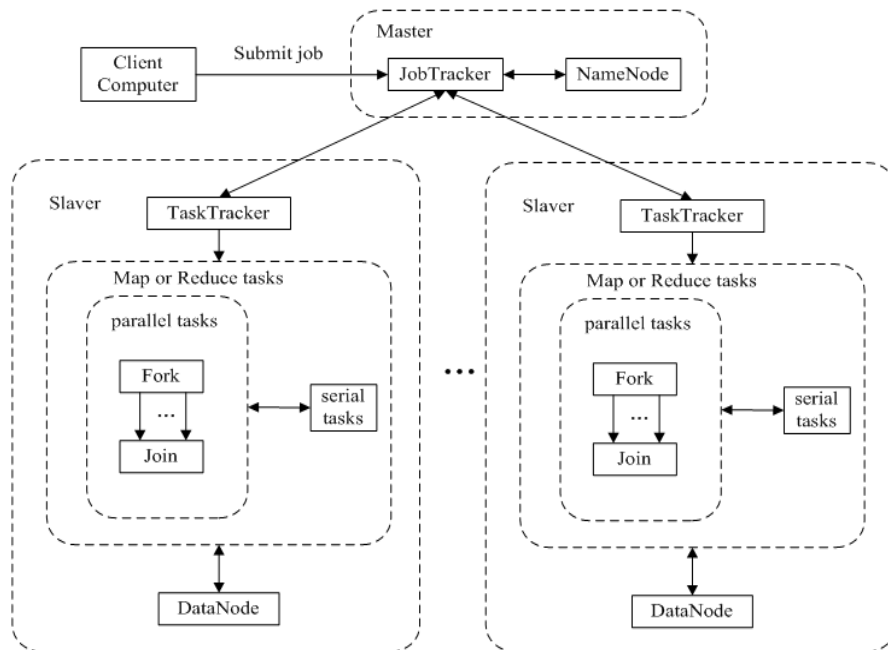 Master
Submit job
Client
Computer
JobTracker
NameNode
Slaver
TaskTracker
Map or Reduce tasks
parallel tasks
Fork
...
Join
serial
tasks
DataNode
...
Slaver
TaskTracker
Map or Reduce tasks
parallel tasks
Fork
...
Join
serial
tasks
DataNode